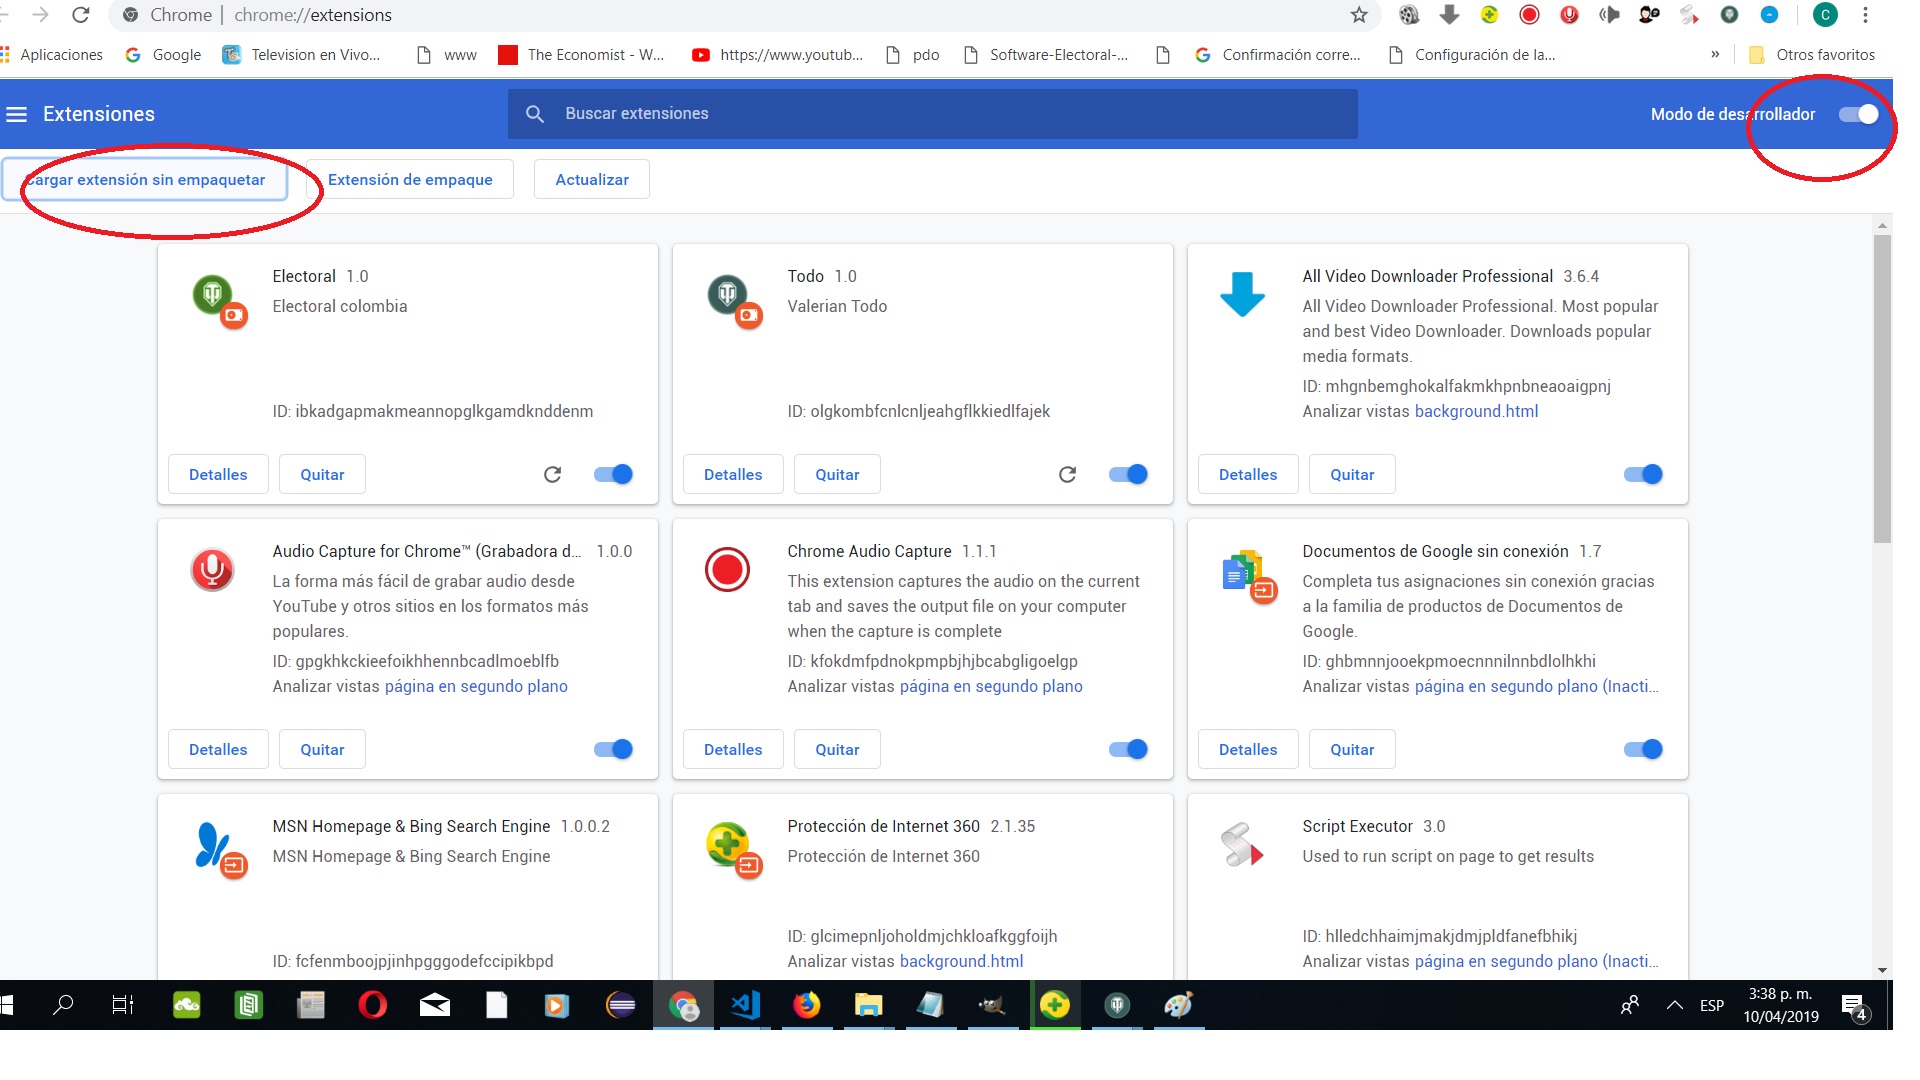 Chrome | chrome://extensions
C
Aplicaciones Google Television en Vivo... www The Economist - W... https://www.youtub... pdo Software-Electoral-... Confirmación corre... Configuración de la... » Otros favoritos
Extensiones Buscar extensiones Modo de desarrollador
Cargar extensión sin empaquetar Extensión de empaque Actualizar
Electoral 1.0
Electoral colombia
ID: ibkadgapmakmeannopglkgamdknddenm
Detalles Quitar
Todo 1.0
Valerian Todo
ID: olgkombfcnlcnljeahgflkkiedlfajek
Detalles Quitar
All Video Downloader Professional 3.6.4
All Video Downloader Professional. Most popular
and best Video Downloader. Downloads popular
media formats.
ID: mhgnbemghokalfakmkhpnbneaoaigpnj
Analizar vistas background.html
Detalles Quitar
Audio Capture for Chrome™ (Grabadora d... 1.0.0
La forma más fácil de grabar audio desde
YouTube y otros sitios en los formatos más
populares.
ID: gpgkhkckieefoikhhennbcadlmoeblfb
Analizar vistas página en segundo plano
Detalles Quitar
Chrome Audio Capture 1.1.1
This extension captures the audio on the current
tab and saves the output file on your computer
when the capture is complete
ID: kfokdmfpdnokpmpbjhjbcabgligoelgp
Analizar vistas página en segundo plano
Detalles Quitar
Documentos de Google sin conexión 1.7
Completa tus asignaciones sin conexión gracias
a la familia de productos de Documentos de
Google.
ID: ghbmnnjooekpmoecnnnilnnbdlolhkhi
Analizar vistas página en segundo plano (Inacti...
Detalles Quitar
MSN Homepage & Bing Search Engine 1.0.0.2
MSN Homepage & Bing Search Engine
ID: fcfenmboojpjinhpgggodefccipikbpd
Protección de Internet 360 2.1.35
Protección de Internet 360
ID: glcimepnljoholdmjchkloafkggfoijh
Analizar vistas background.html
Script Executor 3.0
Used to run script on page to get results
ID: hlledchhaimjmakjdmjpldfanefbhikj
Analizar vistas página en segundo plano (Inacti...
ESP
3:38 p. m.
10/04/2019
4